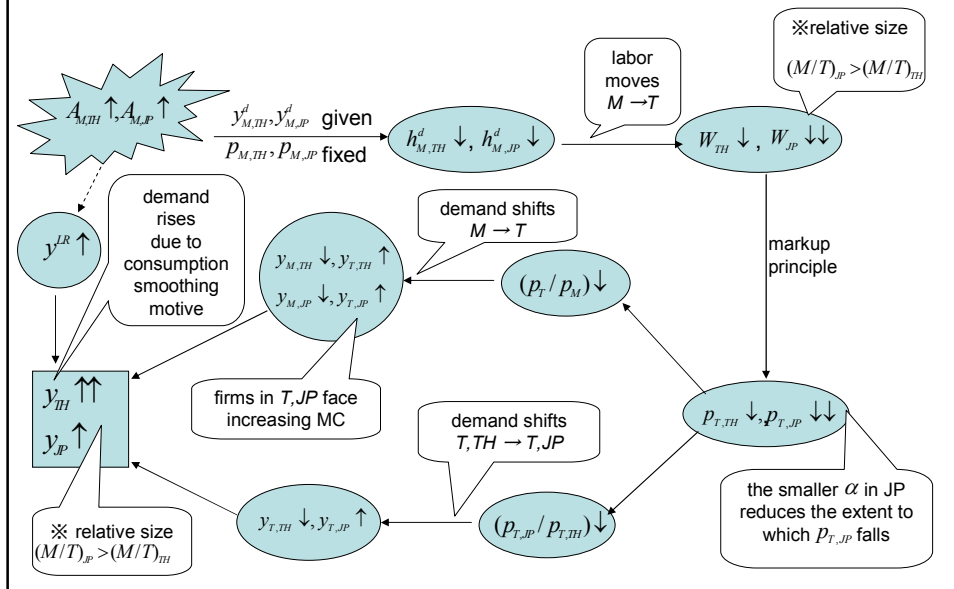 A_{M,TH} ↑, A_{M,JP} ↑
y^d_{M,TH}, y^d_{M,JP} given
p_{M,TH}, p_{M,JP} fixed
h^d_{M,TH} ↓, h^d_{M,JP} ↓
labor
moves
M → T
W_{TH} ↓, W_{JP} ↓↓
※relative size
(M/T)_{JP} > (M/T)_{TH}
y^{LR} ↑
demand
rises
due to
consumption
smoothing
motive
y_{M,TH} ↓, y_{T,TH} ↑
y_{M,JP} ↓, y_{T,JP} ↑
demand shifts
M → T
(p_T / p_M) ↓
markup
principle
firms in T,JP face
increasing MC
y_{TH} ↑↑
y_{JP} ↑
※ relative size
(M/T)_{JP} > (M/T)_{TH}
y_{T,TH} ↓, y_{T,JP} ↑
demand shifts
T,TH → T,JP
(p_{T,JP} / p_{T,TH}) ↓
p_{T,TH} ↓, p_{T,JP} ↓↓
the smaller α in JP
reduces the extent to
which p_{T,JP} falls